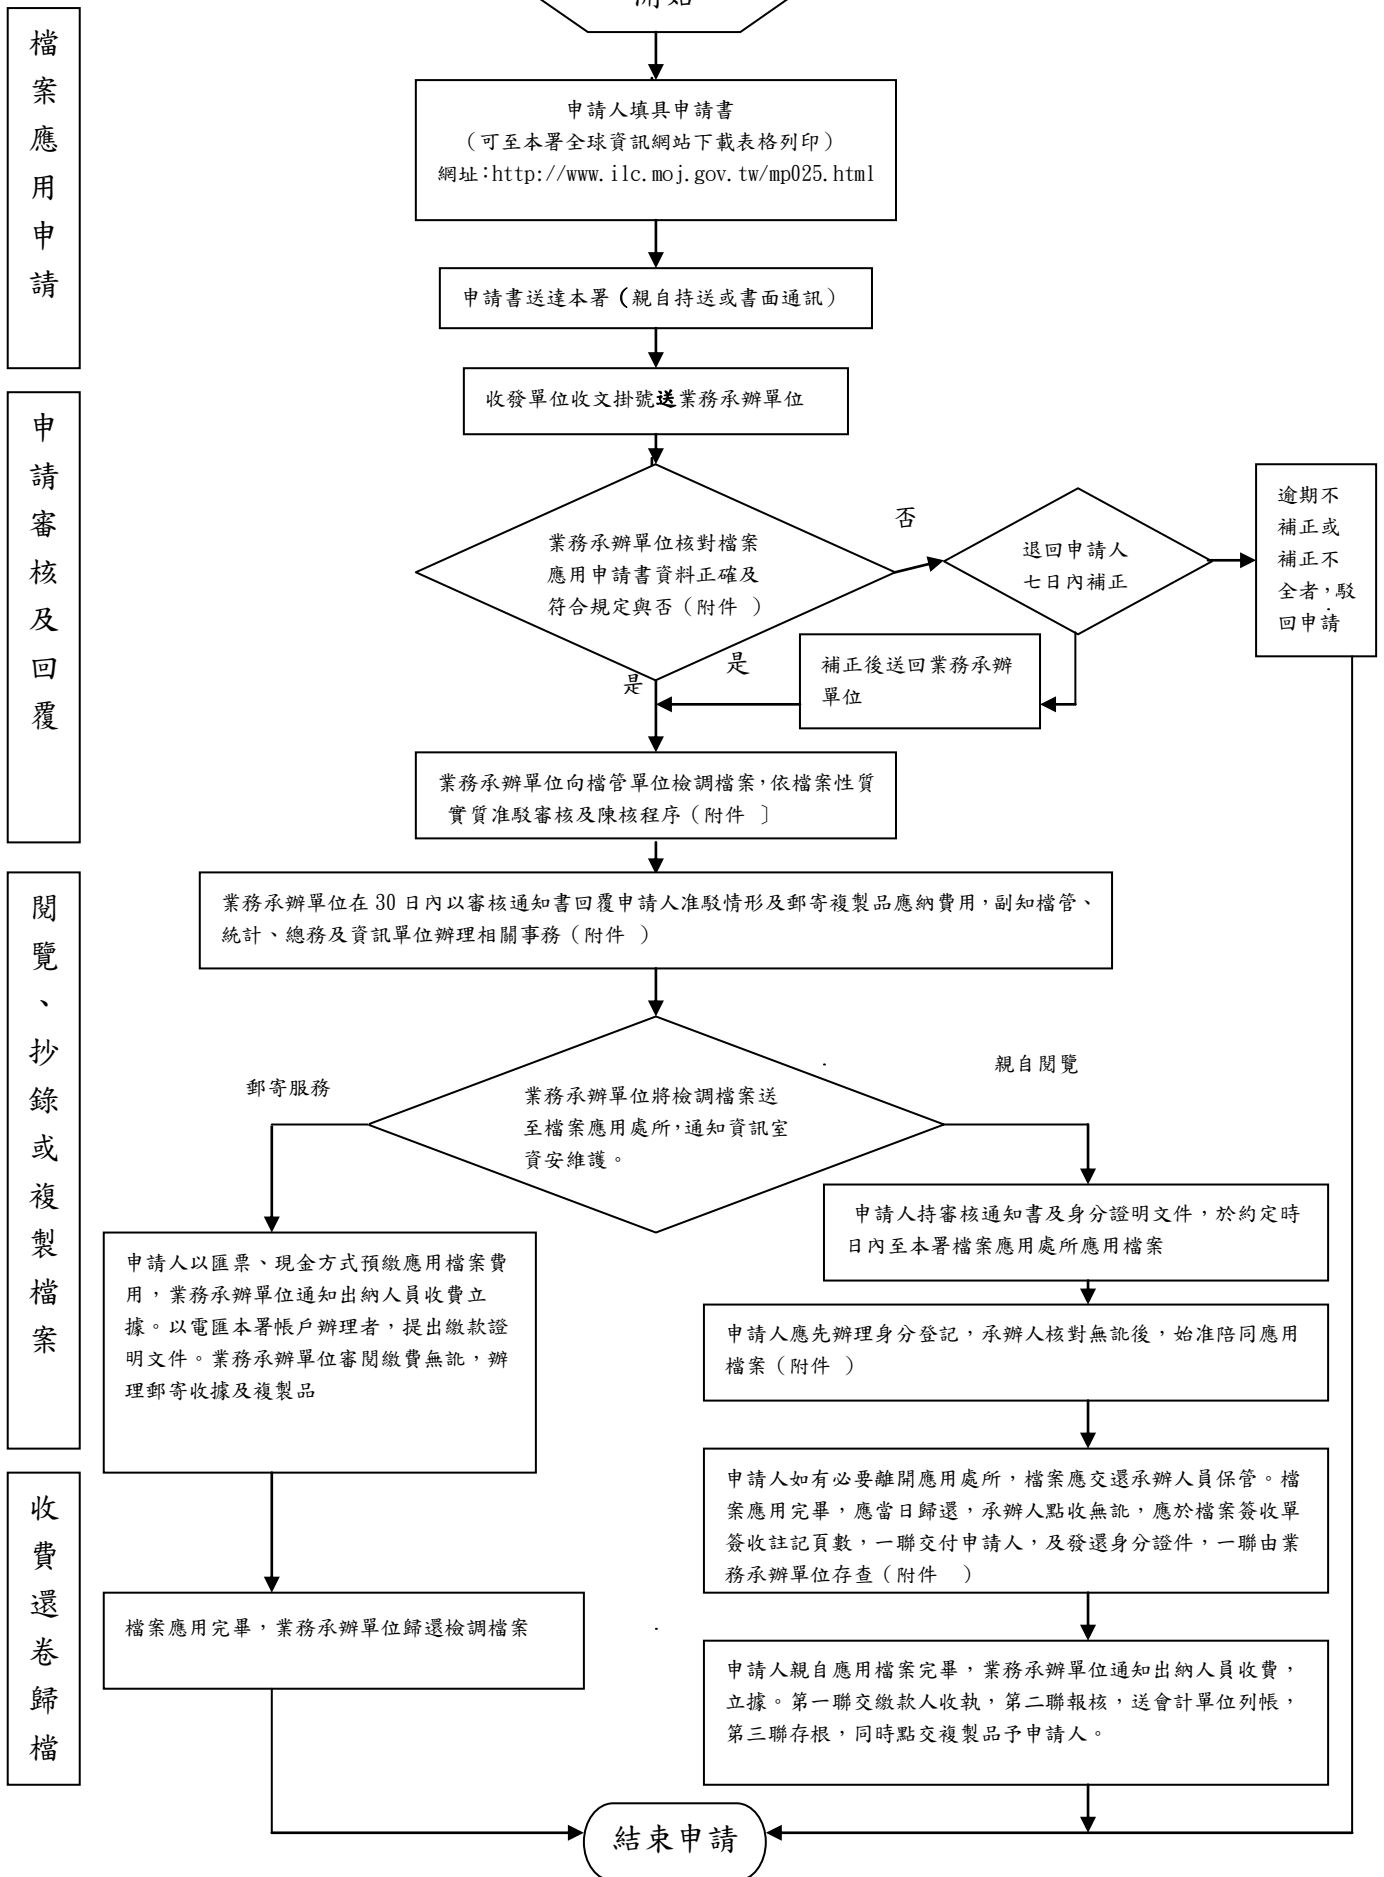 開始
檔案應用申請
申請人填具申請書
（可至本署全球資訊網站下載表格列印）
網址：http://www.ilc.moj.gov.tw/mp025.html
申請書送達本署（親自持送或書面通訊）
收發單位收文掛號送業務承辦單位
申請審核及回覆
業務承辦單位核對檔案
應用申請書資料正確及
符合規定與否（附件 ）
否
退回申請人
七日內補正
逾期不
補正或
補正不
全者，駁
回申請
是
是
補正後送回業務承辦
單位
業務承辦單位向檔管單位檢調檔案，依檔案性質
實質准駁審核及陳核程序（附件 〕
閱覽、抄錄或複製檔案
業務承辦單位在 30 日內以審核通知書回覆申請人准駁情形及郵寄複製品應納費用，副知檔管、
統計、總務及資訊單位辦理相關事務（附件 ）
郵寄服務
業務承辦單位將檢調檔案送
至檔案應用處所，通知資訊室
資安維護。
親自閱覽
申請人以匯票、現金方式預繳應用檔案費
用，業務承辦單位通知出納人員收費立
據。以電匯本署帳戶辦理者，提出繳款證
明文件。業務承辦單位審閱繳費無訛，辦
理郵寄收據及複製品
申請人持審核通知書及身分證明文件，於約定時
日內至本署檔案應用處所應用檔案
申請人應先辦理身分登記，承辦人核對無訛後，始准陪同應用
檔案（附件 ）
申請人如有必要離開應用處所，檔案應交還承辦人員保管。檔
案應用完畢，應當日歸還，承辦人點收無訛，應於檔案簽收單
簽收註記頁數，一聯交付申請人，及發還身分證件，一聯由業
務承辦單位存查（附件 ）
收費還卷歸檔
檔案應用完畢，業務承辦單位歸還檢調檔案
申請人親自應用檔案完畢，業務承辦單位通知出納人員收費，
立據。第一聯交繳款人收執，第二聯報核，送會計單位列帳，
第三聯存根，同時點交複製品予申請人。
結束申請